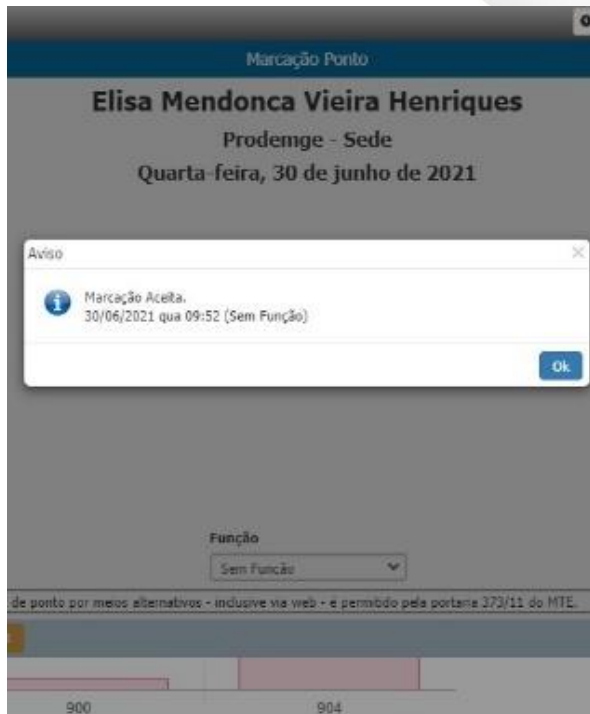 Marcação Ponto
Elisa Mendonca Vieira Henriques
Prodemge - Sede
Quarta-feira, 30 de junho de 2021
Aviso
Marcação Aceita.
30/06/2021 qua 09:52 (Sem Função)
Ok
Função
Sem Função
de ponto por meios alternativos - inclusive via web - é permitido pela portaria 373/11 do MTE.
900 904